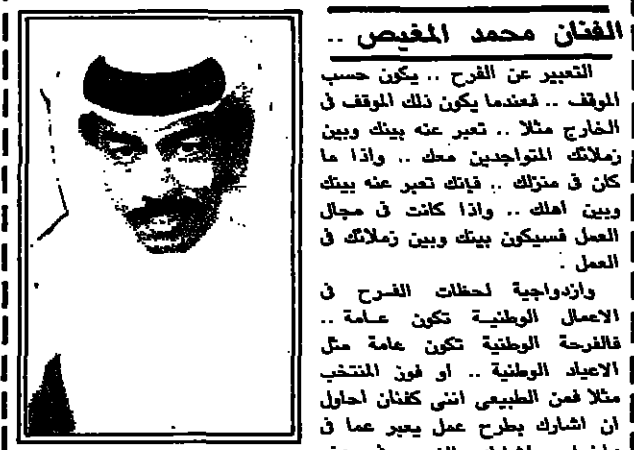 الفنان محمد المغيص ..
التعبير عن الفرح .. يكون حسب
الموقف .. فعندما يكون ذلك الموقف في
الخارج مثلا .. تعبر عنه بينك وبين
زملائك المتواجدين معك .. واذا ما
كان في منزلك .. فإنك تعبر عنه بينك
وبين أهلك .. واذا كانت في مجال
العمل فسيكون بينك وبين زملائك في
العمل .
وازدواجية لحظات الفرح في
الاعمال الوطنية تكون عامة ..
فالفرحة الوطنية تكون عامة مثل
الاعياد الوطنية .. او فوز المنتخب
مثلا فمن الطبيعى اننى كفنان احاول
ان اشارك بطرح عمل يعبر عما في